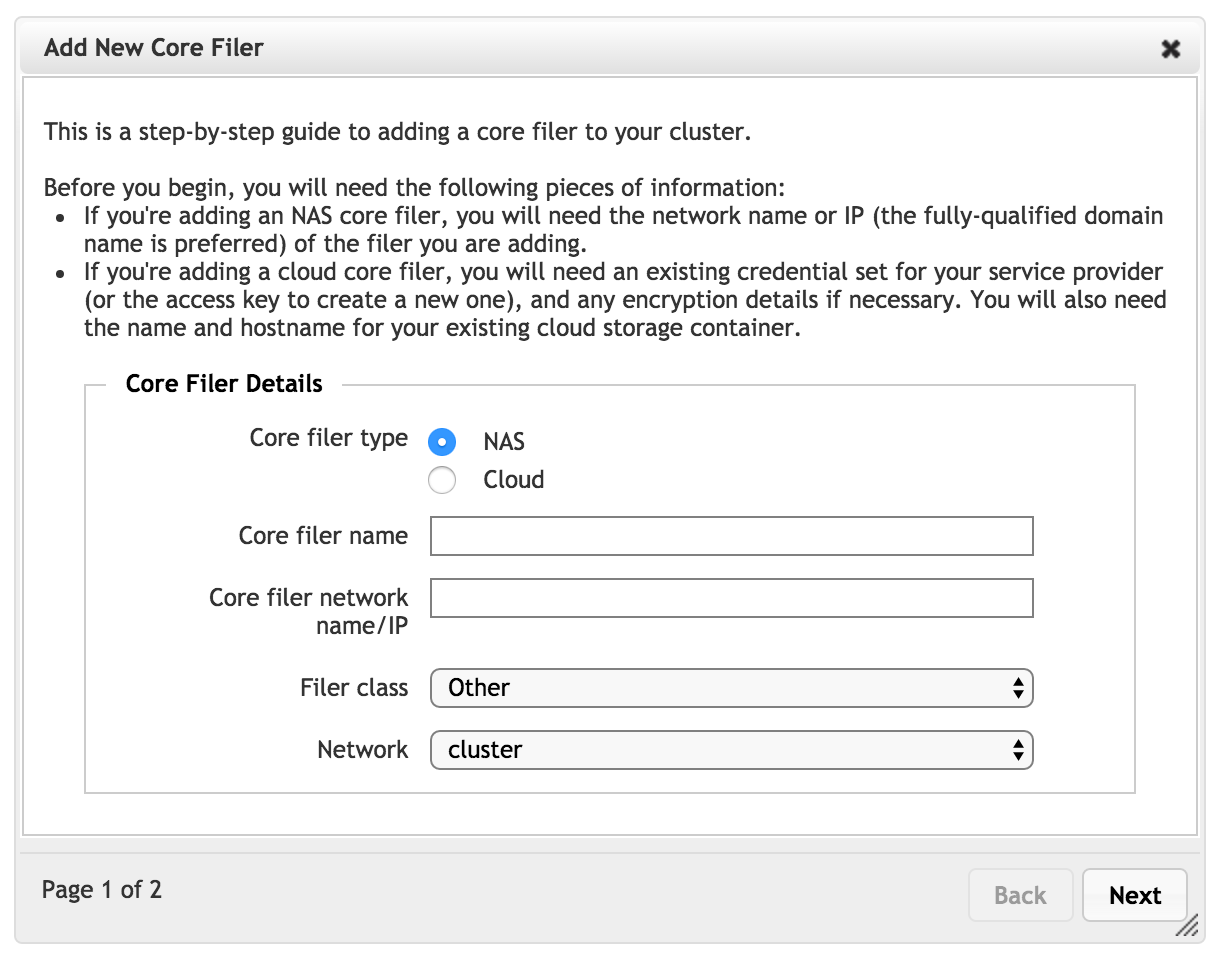 Add New Core Filer
This is a step-by-step guide to adding a core filer to your cluster.
Before you begin, you will need the following pieces of information:
• If you're adding an NAS core filer, you will need the network name or IP (the fully-qualified domain
name is preferred) of the filer you are adding.
• If you're adding a cloud core filer, you will need an existing credential set for your service provider
(or the access key to create a new one), and any encryption details if necessary. You will also need
the name and hostname for your existing cloud storage container.
Core Filer Details
Core filer type NAS
Cloud
Core filer name
Core filer network
name/IP
Filer class Other
Network cluster
Page 1 of 2 Back Next